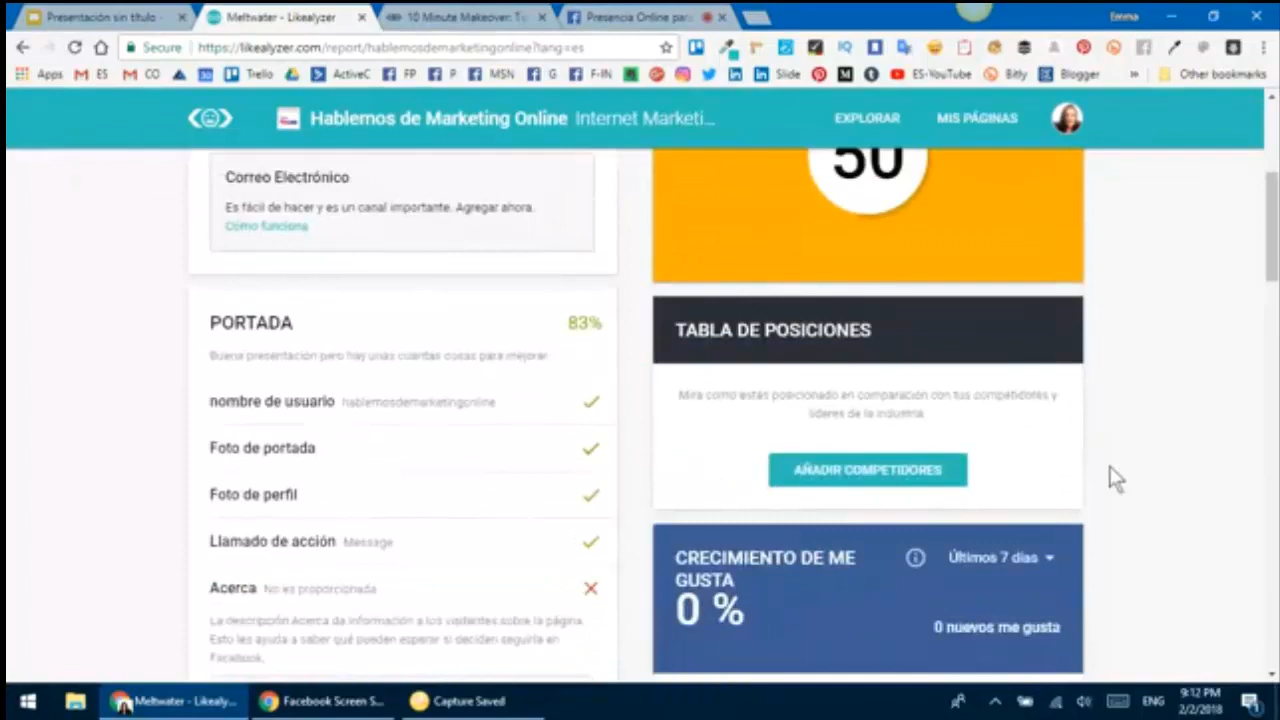 Presentación sin título -
Meltwater - Likealyzer
10 Minute Makeover: Tu
Presencia Online para
Emma
Secure
https://likealyzer.com/report/hablemosdemarketingonline?lang=es
Apps
ES
CO
Trello
ActiveC
FP
F
MSN
G
F-IN
Slide
ES-YouTube
Bitly
Blogger
Other bookmarks
Hablemos de Marketing Online Internet Marketi...
EXPLORAR
MIS PÁGINAS
50
Correo Electrónico
Es fácil de hacer y es un canal importante. Agregar ahora.
Cómo funciona
PORTADA
83%
Buena presentación pero hay unas cuantas cosas para mejorar
nombre de usuario hablemosdemarketingonline
Foto de portada
Foto de perfil
Llamado de acción Message
Acerca No es proporcionada
La descripción Acerca da información a los visitantes sobre la página.
Esto les ayuda a saber qué pueden esperar si deciden seguirla en
Facebook.
TABLA DE POSICIONES
Mira como estás posicionado en comparación con tus competidores y
líderes de la industria.
AÑADIR COMPETIDORES
CRECIMIENTO DE ME
GUSTA
Últimos 7 días
0 %
0 nuevos me gusta
Meltwater - Likealy...
Facebook Screen S...
Capture Saved
ENG
9:12 PM
2/2/2018